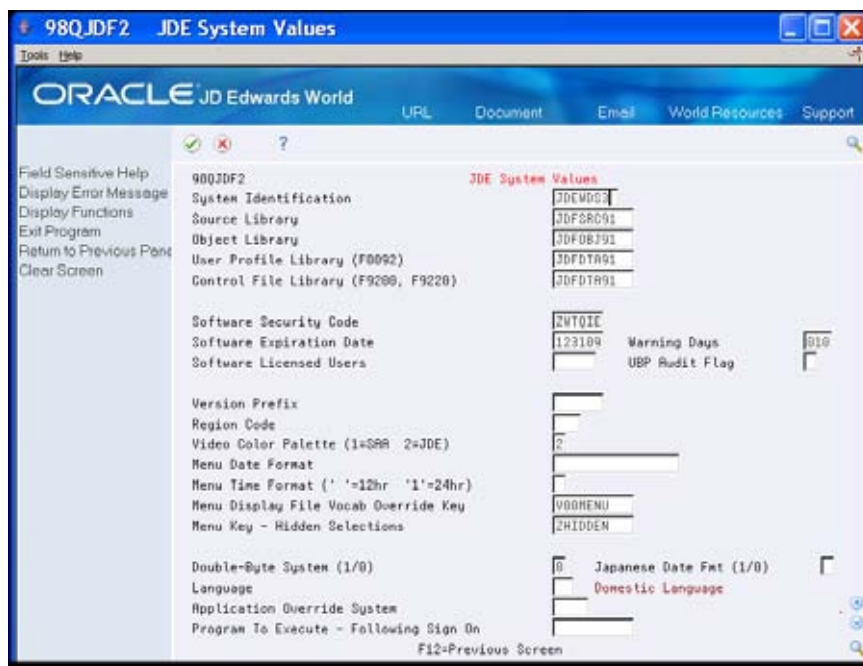 98QJDF2 JDE System Values
Tools Help
ORACLE JD Edwards World
URL Document Email World Resources Support
?
Field Sensitive Help
Display Error Message
Display Functions
Exit Program
Return to Previous Pane
Clear Screen
98QJDF2 JDE System Values
System Identification JDEWDS3
Source Library JDFSRC91
Object Library JDFOBJ91
User Profile Library (F0092) JDFDTA91
Control File Library (F9200, F9220) JDFDTA91
Software Security Code ZWTQIE
Software Expiration Date 123109 Warning Days 010
Software Licensed Users UBP Audit Flag
Version Prefix
Region Code
Video Color Palette (1=SAA 2=JDE) 2
Menu Date Format
Menu Time Format (' '=12hr '1'=24hr)
Menu Display File Vocab Override Key V00MENU
Menu Key - Hidden Selections ZHIDDEN
Double-Byte System (1/0) 0 Japanese Date Fmt (1/0)
Language Domestic Language
Application Override System
Program To Execute - Following Sign On
F12=Previous Screen